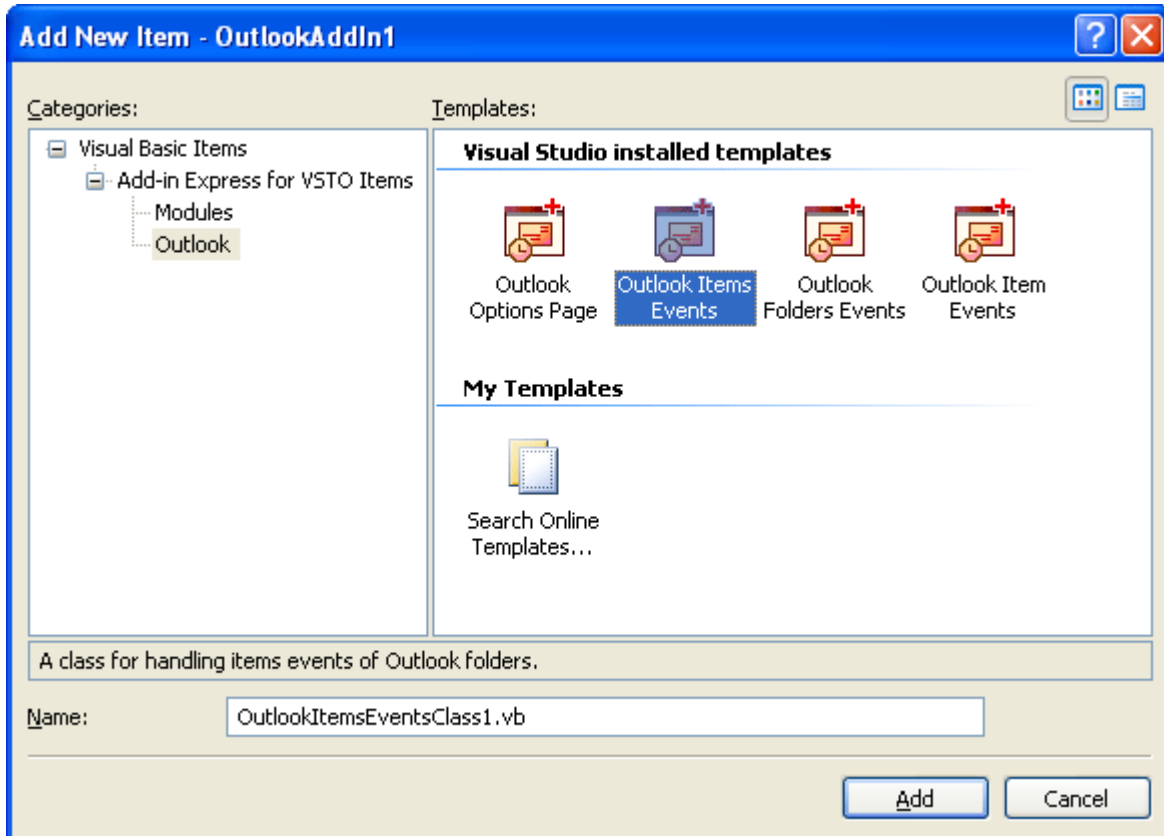 Add New Item - OutlookAddIn1
Categories:
Templates:
Visual Basic Items
Add-in Express for VSTO Items
Modules
Outlook
Visual Studio installed templates
Outlook
Options Page
Outlook Items
Events
Outlook
Folders Events
Outlook Item
Events
My Templates
Search Online
Templates...
A class for handling items events of Outlook folders.
Name:
OutlookItemsEventsClass1.vb
Add
Cancel